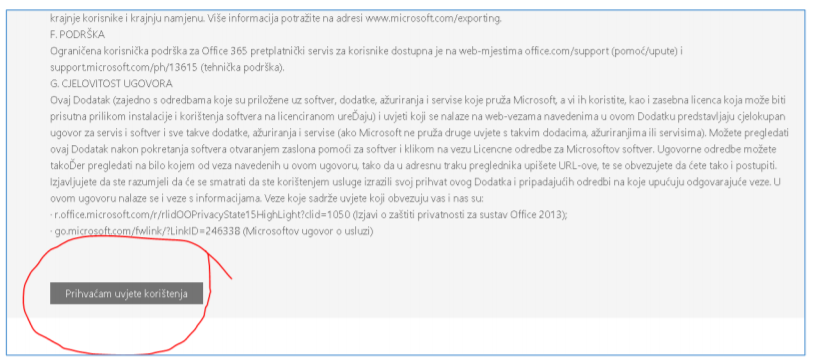 krajnje korisnike i krajnju namjenu. Više informacija potražite na adresi www.microsoft.com/exporting.
F. PODRŠKA
Ograničena korisnička podrška za Office 365 pretplatnički servis za korisnike dostupna je na web-mjestima office.com/support (pomoć/upute) i
support.microsoft.com/ph/13615 (tehnička podrška).
G. CJELOVITOST UGOVORA
Ovaj Dodatak (zajedno s odredbama koje su priložene uz softver, dodatke, ažuriranja i servise koje pruža Microsoft, a vi ih koristite, kao i zasebna licenca koja može biti
prisutna prilikom instalacije i korištenja softvera na licenciranom ureĐaju) i uvjeti koji se nalaze na web-vezama navedenima u ovom Dodatku predstavljaju cjelokupan
ugovor za servis i softver i sve takve dodatke, ažuriranja i servise (ako Microsoft ne pruža druge uvjete s takvim dodacima, ažuriranjima ili servisima). Možete pregledati
ovaj Dodatak nakon pokretanja softvera otvaranjem zaslona pomoći za softver i klikom na vezu Licencne odredbe za Microsoftov softver. Ugovorne odredbe možete
takoĐer pregledati na bilo kojem od veza navedenih u ovom ugovoru, tako da u adresnu traku preglednika upišete URL-ove, te se obvezujete da ćete tako i postupiti.
Izjavljujete da ste razumjeli da će se smatrati da ste korištenjem usluge izrazili svoj prihvat ovog Dodatka i pripadajućih odredbi na koje upućuju odgovarajuće veze. U
ovom ugovoru nalaze se i veze s informacijama. Veze koje sadrže uvjete koji obvezuju vas i nas su:
· r.office.microsoft.com/r/rlidOOPrivacyState15HighLight?clid=1050 (Izjavi o zaštiti privatnosti za sustav Office 2013);
· go.microsoft.com/fwlink/?LinkID=246338 (Microsoftov ugovor o usluzi)
Prihvaćam uvjete korištenja